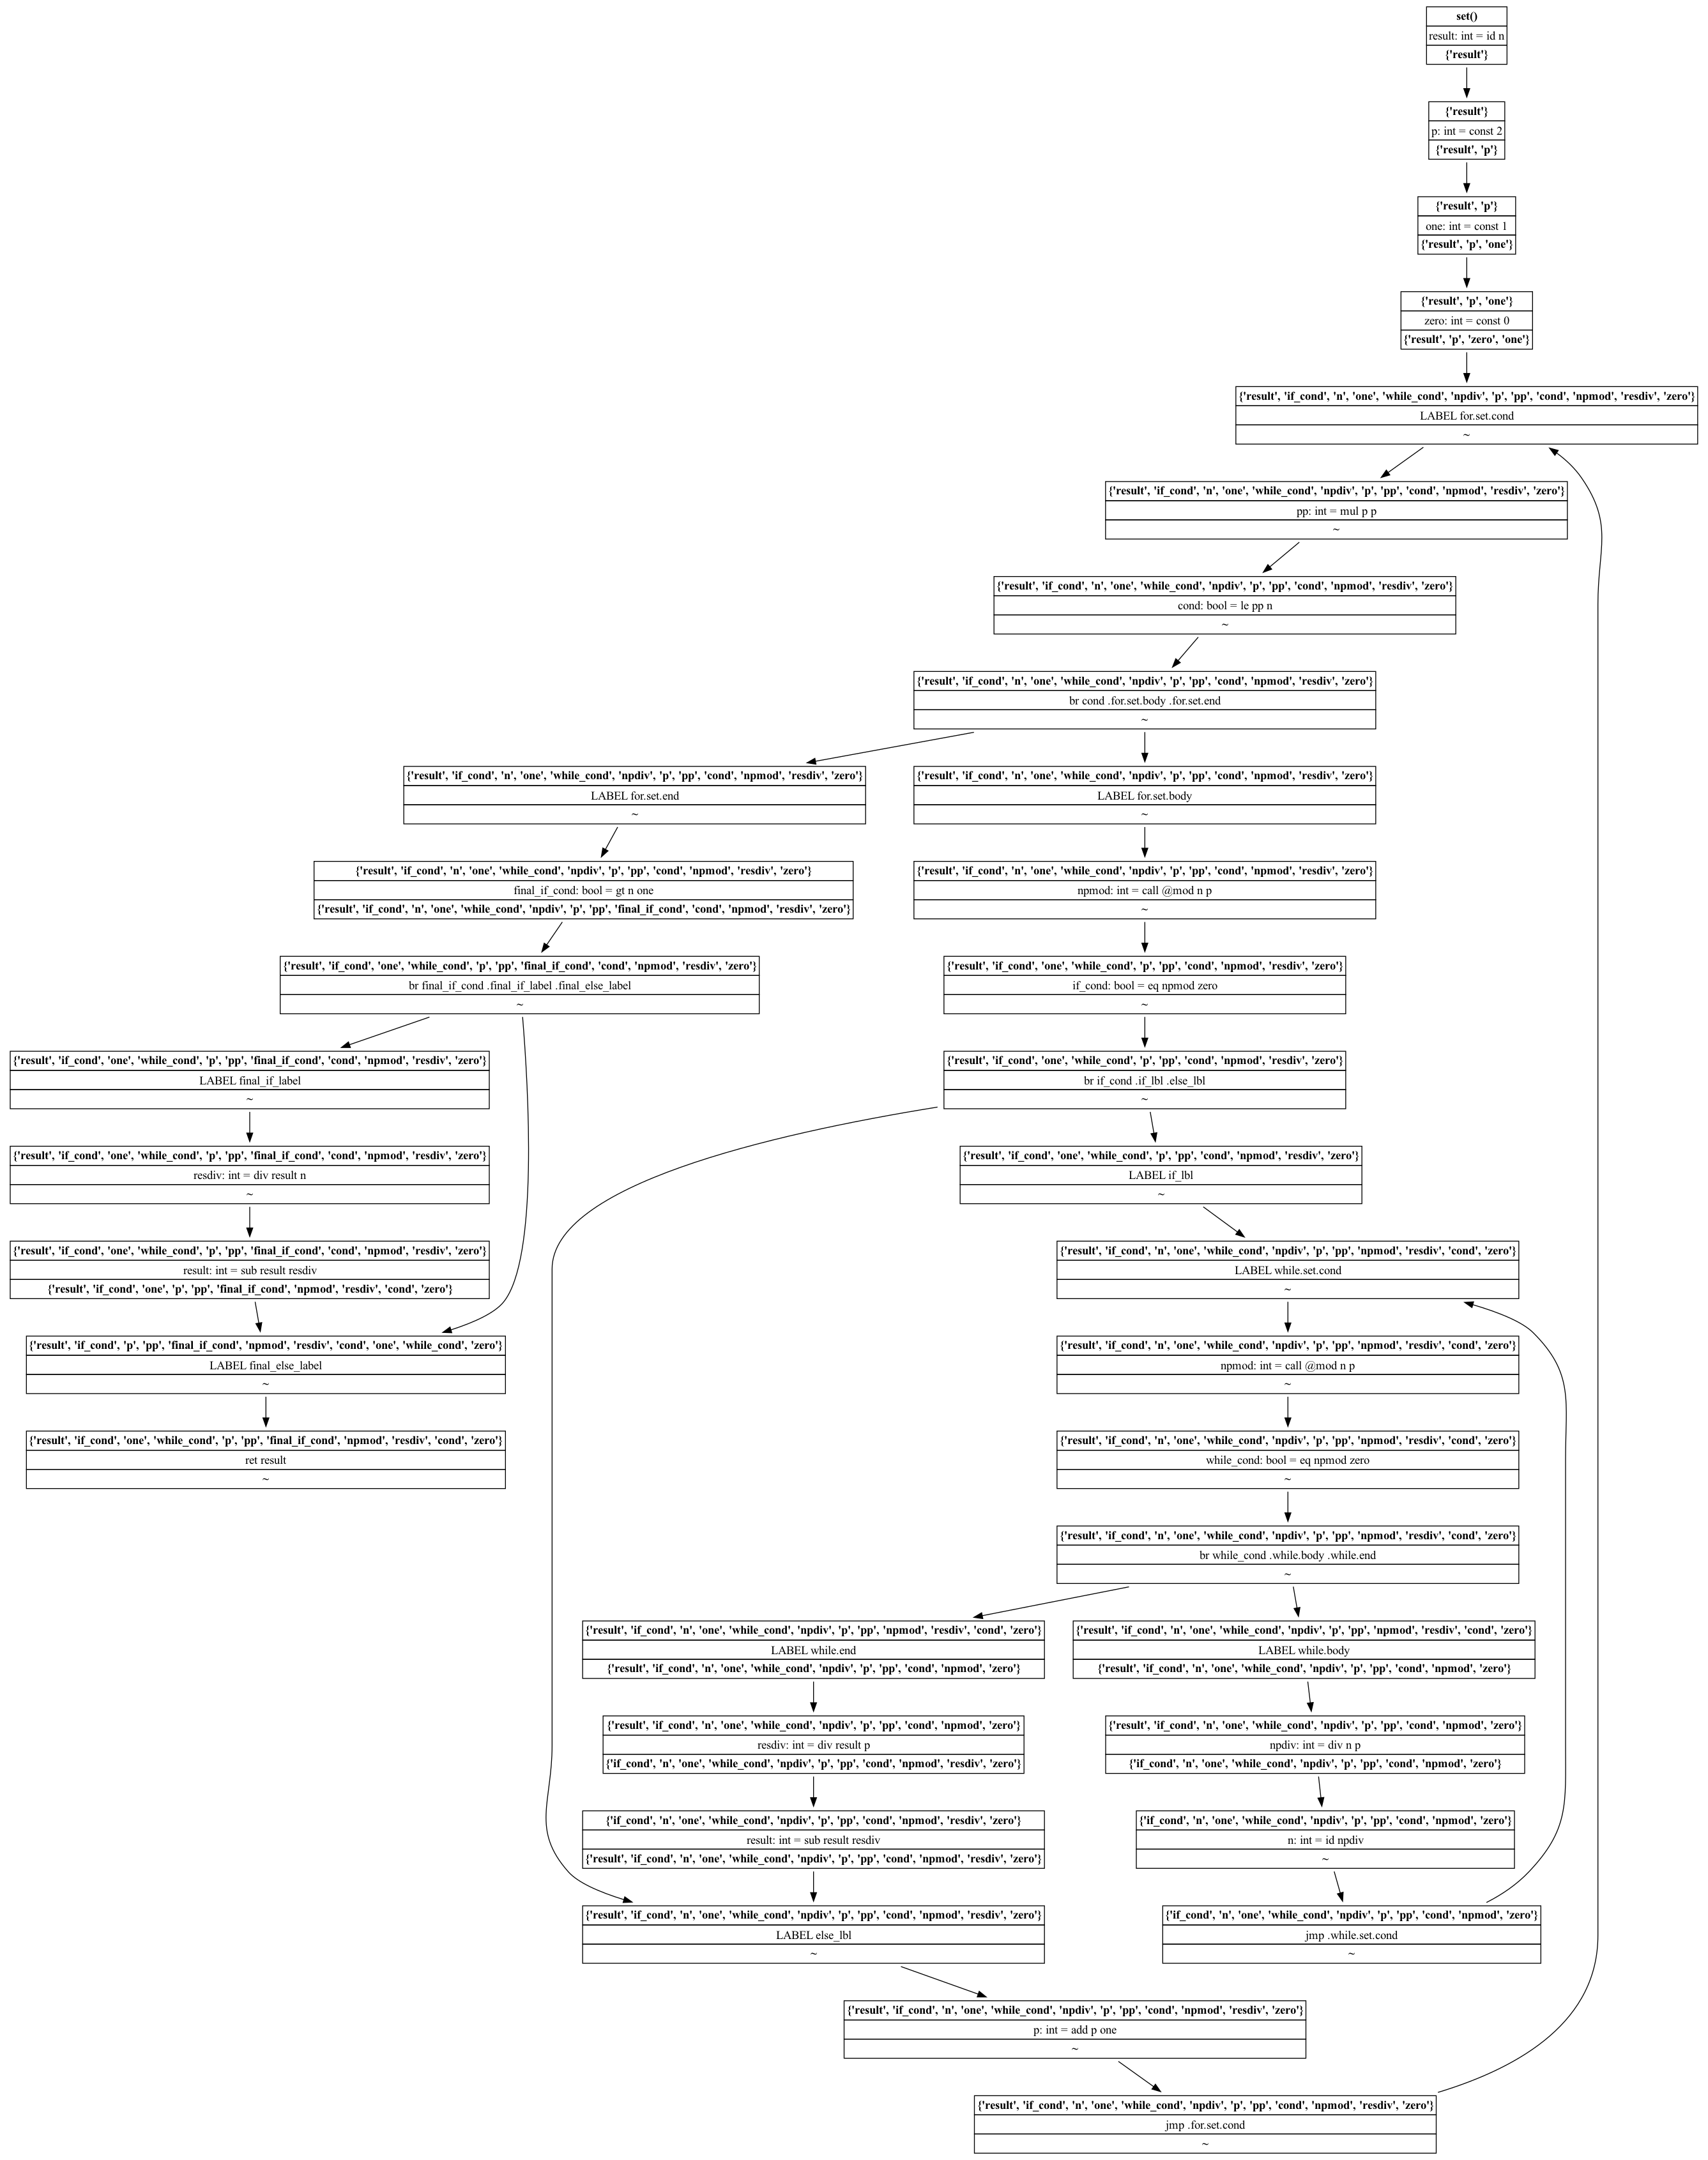 set()
result: int = id n
{'result'}
{'result'}
p: int = const 2
{'result', 'p'}
{'result', 'p'}
one: int = const 1
{'result', 'p', 'one'}
{'result', 'p', 'one'}
zero: int = const 0
{'result', 'p', 'zero', 'one'}
{'result', 'if_cond', 'n', 'one', 'while_cond', 'npdiv', 'p', 'pp', 'cond', 'npmod', 'resdiv', 'zero'}
LABEL for.set.cond
~
{'result', 'if_cond', 'n', 'one', 'while_cond', 'npdiv', 'p', 'pp', 'cond', 'npmod', 'resdiv', 'zero'}
pp: int = mul p p
~
{'result', 'if_cond', 'n', 'one', 'while_cond', 'npdiv', 'p', 'pp', 'cond', 'npmod', 'resdiv', 'zero'}
cond: bool = le pp n
~
{'result', 'if_cond', 'n', 'one', 'while_cond', 'npdiv', 'p', 'pp', 'cond', 'npmod', 'resdiv', 'zero'}
br cond .for.set.body .for.set.end
~
{'result', 'if_cond', 'n', 'one', 'while_cond', 'npdiv', 'p', 'pp', 'cond', 'npmod', 'resdiv', 'zero'}
LABEL for.set.end
~
{'result', 'if_cond', 'n', 'one', 'while_cond', 'npdiv', 'p', 'pp', 'cond', 'npmod', 'resdiv', 'zero'}
LABEL for.set.body
~
{'result', 'if_cond', 'n', 'one', 'while_cond', 'npdiv', 'p', 'pp', 'cond', 'npmod', 'resdiv', 'zero'}
final_if_cond: bool = gt n one
{'result', 'if_cond', 'n', 'one', 'while_cond', 'npdiv', 'p', 'pp', 'final_if_cond', 'cond', 'npmod', 'resdiv', 'zero'}
{'result', 'if_cond', 'n', 'one', 'while_cond', 'npdiv', 'p', 'pp', 'cond', 'npmod', 'resdiv', 'zero'}
npmod: int = call @mod n p
~
{'result', 'if_cond', 'one', 'while_cond', 'p', 'pp', 'final_if_cond', 'cond', 'npmod', 'resdiv', 'zero'}
br final_if_cond .final_if_label .final_else_label
~
{'result', 'if_cond', 'one', 'while_cond', 'p', 'pp', 'cond', 'npmod', 'resdiv', 'zero'}
if_cond: bool = eq npmod zero
~
{'result', 'if_cond', 'one', 'while_cond', 'p', 'pp', 'final_if_cond', 'cond', 'npmod', 'resdiv', 'zero'}
LABEL final_if_label
~
{'result', 'if_cond', 'one', 'while_cond', 'p', 'pp', 'cond', 'npmod', 'resdiv', 'zero'}
br if_cond .if_lbl .else_lbl
~
{'result', 'if_cond', 'one', 'while_cond', 'p', 'pp', 'final_if_cond', 'cond', 'npmod', 'resdiv', 'zero'}
resdiv: int = div result n
~
{'result', 'if_cond', 'one', 'while_cond', 'p', 'pp', 'cond', 'npmod', 'resdiv', 'zero'}
LABEL if_lbl
~
{'result', 'if_cond', 'one', 'while_cond', 'p', 'pp', 'final_if_cond', 'cond', 'npmod', 'resdiv', 'zero'}
result: int = sub result resdiv
{'result', 'if_cond', 'one', 'p', 'pp', 'final_if_cond', 'npmod', 'resdiv', 'cond', 'zero'}
{'result', 'if_cond', 'n', 'one', 'while_cond', 'npdiv', 'p', 'pp', 'npmod', 'resdiv', 'cond', 'zero'}
LABEL while.set.cond
~
{'result', 'if_cond', 'p', 'pp', 'final_if_cond', 'npmod', 'resdiv', 'cond', 'one', 'while_cond', 'zero'}
LABEL final_else_label
~
{'result', 'if_cond', 'n', 'one', 'while_cond', 'npdiv', 'p', 'pp', 'npmod', 'resdiv', 'cond', 'zero'}
npmod: int = call @mod n p
~
{'result', 'if_cond', 'one', 'while_cond', 'p', 'pp', 'final_if_cond', 'npmod', 'resdiv', 'cond', 'zero'}
ret result
~
{'result', 'if_cond', 'n', 'one', 'while_cond', 'npdiv', 'p', 'pp', 'npmod', 'resdiv', 'cond', 'zero'}
while_cond: bool = eq npmod zero
~
{'result', 'if_cond', 'n', 'one', 'while_cond', 'npdiv', 'p', 'pp', 'npmod', 'resdiv', 'cond', 'zero'}
br while_cond .while.body .while.end
~
{'result', 'if_cond', 'n', 'one', 'while_cond', 'npdiv', 'p', 'pp', 'npmod', 'resdiv', 'cond', 'zero'}
LABEL while.end
{'result', 'if_cond', 'n', 'one', 'while_cond', 'npdiv', 'p', 'pp', 'cond', 'npmod', 'zero'}
{'result', 'if_cond', 'n', 'one', 'while_cond', 'npdiv', 'p', 'pp', 'npmod', 'resdiv', 'cond', 'zero'}
LABEL while.body
{'result', 'if_cond', 'n', 'one', 'while_cond', 'npdiv', 'p', 'pp', 'cond', 'npmod', 'zero'}
{'result', 'if_cond', 'n', 'one', 'while_cond', 'npdiv', 'p', 'pp', 'cond', 'npmod', 'zero'}
resdiv: int = div result p
{'if_cond', 'n', 'one', 'while_cond', 'npdiv', 'p', 'pp', 'cond', 'npmod', 'resdiv', 'zero'}
{'result', 'if_cond', 'n', 'one', 'while_cond', 'npdiv', 'p', 'pp', 'cond', 'npmod', 'zero'}
npdiv: int = div n p
{'if_cond', 'n', 'one', 'while_cond', 'npdiv', 'p', 'pp', 'cond', 'npmod', 'zero'}
{'if_cond', 'n', 'one', 'while_cond', 'npdiv', 'p', 'pp', 'cond', 'npmod', 'resdiv', 'zero'}
result: int = sub result resdiv
{'result', 'if_cond', 'n', 'one', 'while_cond', 'npdiv', 'p', 'pp', 'cond', 'npmod', 'resdiv', 'zero'}
{'if_cond', 'n', 'one', 'while_cond', 'npdiv', 'p', 'pp', 'cond', 'npmod', 'zero'}
n: int = id npdiv
~
{'result', 'if_cond', 'n', 'one', 'while_cond', 'npdiv', 'p', 'pp', 'cond', 'npmod', 'resdiv', 'zero'}
LABEL else_lbl
~
{'if_cond', 'n', 'one', 'while_cond', 'npdiv', 'p', 'pp', 'cond', 'npmod', 'zero'}
jmp .while.set.cond
~
{'result', 'if_cond', 'n', 'one', 'while_cond', 'npdiv', 'p', 'pp', 'cond', 'npmod', 'resdiv', 'zero'}
p: int = add p one
~
{'result', 'if_cond', 'n', 'one', 'while_cond', 'npdiv', 'p', 'pp', 'cond', 'npmod', 'resdiv', 'zero'}
jmp .for.set.cond
~